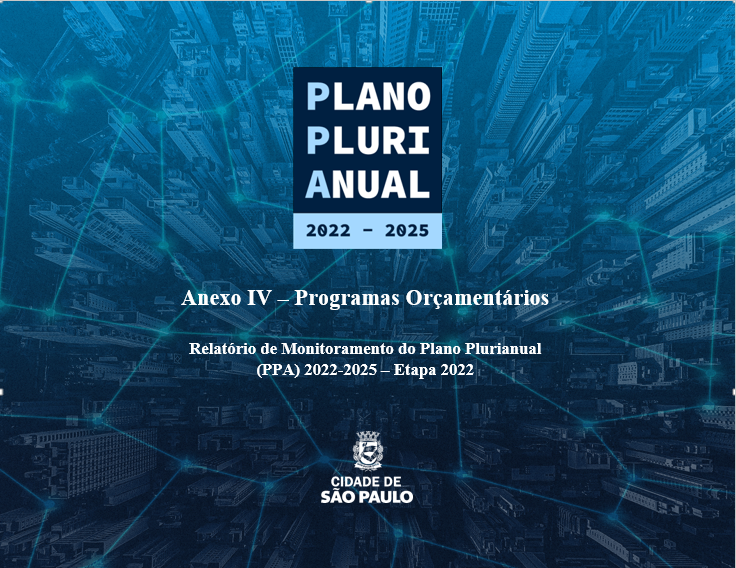 PLANO
PLURI
ANUAL
2022 – 2025
Anexo IV – Programas Orçamentários
Relatório de Monitoramento do Plano Plurianual
(PPA) 2022-2025 – Etapa 2022
CIDADE DE
SÃO PAULO